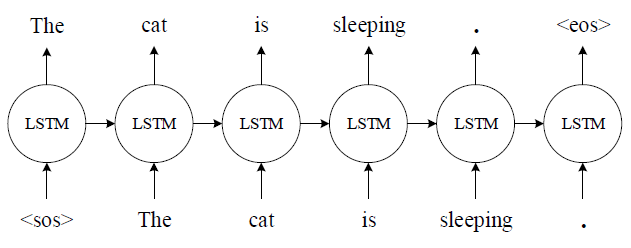 The cat is sleeping . <eos>
LSTM LSTM LSTM LSTM LSTM LSTM
<sos> The cat is sleeping .